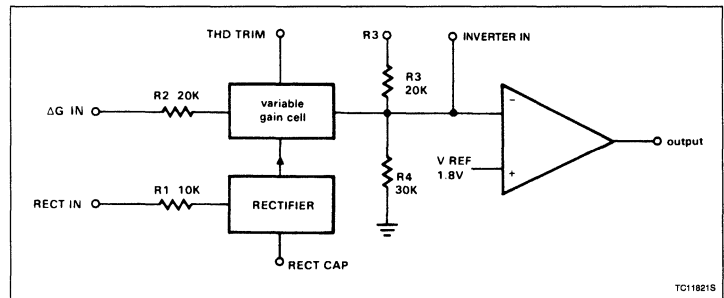 THD TRIM
R3
INVERTER IN
R3
20K
R2 20K
ΔG IN
variable
gain cell
−
output
V REF
1.8V
+
R4
30K
R1 10K
RECT IN
RECTIFIER
RECT CAP
TC11821S